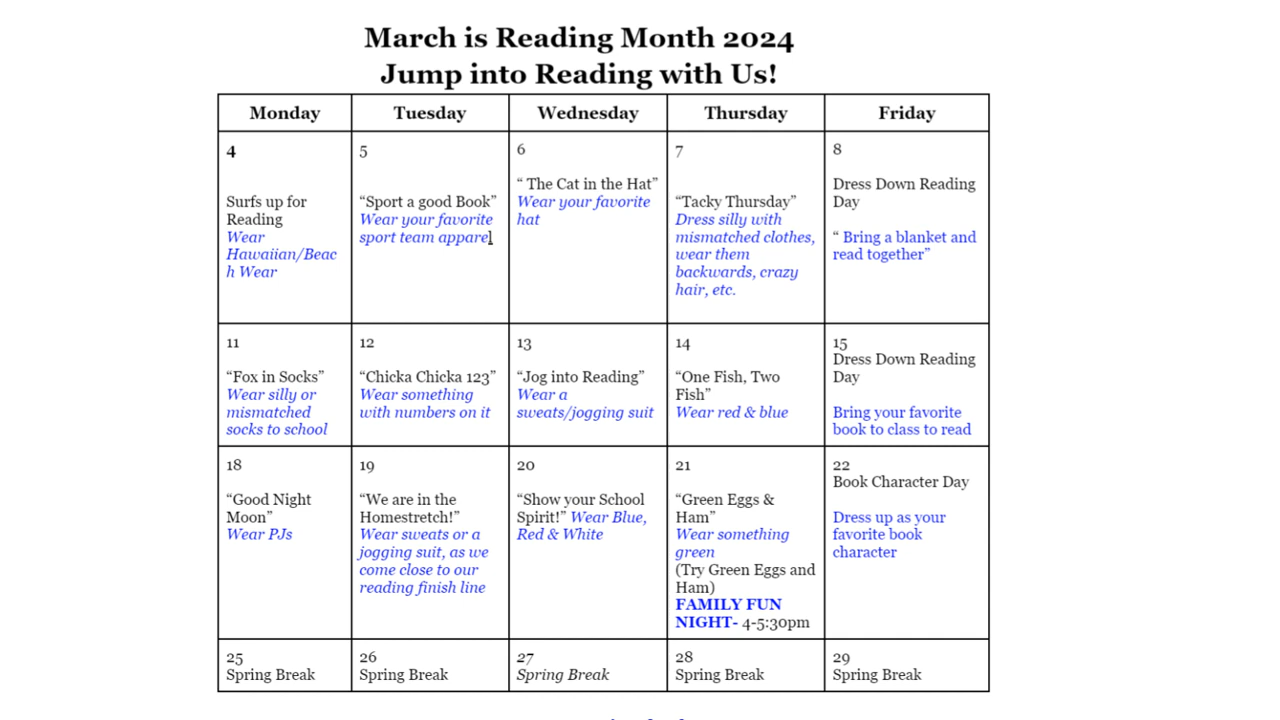 March is Reading Month 2024
Jump into Reading with Us!
Monday
Tuesday
Wednesday
Thursday
Friday
4
Surfs up for
Reading
Wear
Hawaiian/Beac
h Wear
5
“Sport a good Book”
Wear your favorite
sport team apparel
6
“ The Cat in the Hat”
Wear your favorite
hat
7
“Tacky Thursday”
Dress silly with
mismatched clothes,
wear them
backwards, crazy
hair, etc.
8
Dress Down Reading
Day
“ Bring a blanket and
read together”
11
“Fox in Socks”
Wear silly or
mismatched
socks to school
12
“Chicka Chicka 123”
Wear something
with numbers on it
13
“Jog into Reading”
Wear a
sweats/jogging suit
14
“One Fish, Two
Fish”
Wear red & blue
15
Dress Down Reading
Day
Bring your favorite
book to class to read
18
“Good Night
Moon”
Wear PJs
19
“We are in the
Homestretch!”
Wear sweats or a
jogging suit, as we
come close to our
reading finish line
20
“Show your School
Spirit!” Wear Blue,
Red & White
21
“Green Eggs &
Ham”
Wear something
green
(Try Green Eggs and
Ham)
FAMILY FUN
NIGHT- 4-5:30pm
22
Book Character Day
Dress up as your
favorite book
character
25
Spring Break
26
Spring Break
27
Spring Break
28
Spring Break
29
Spring Break